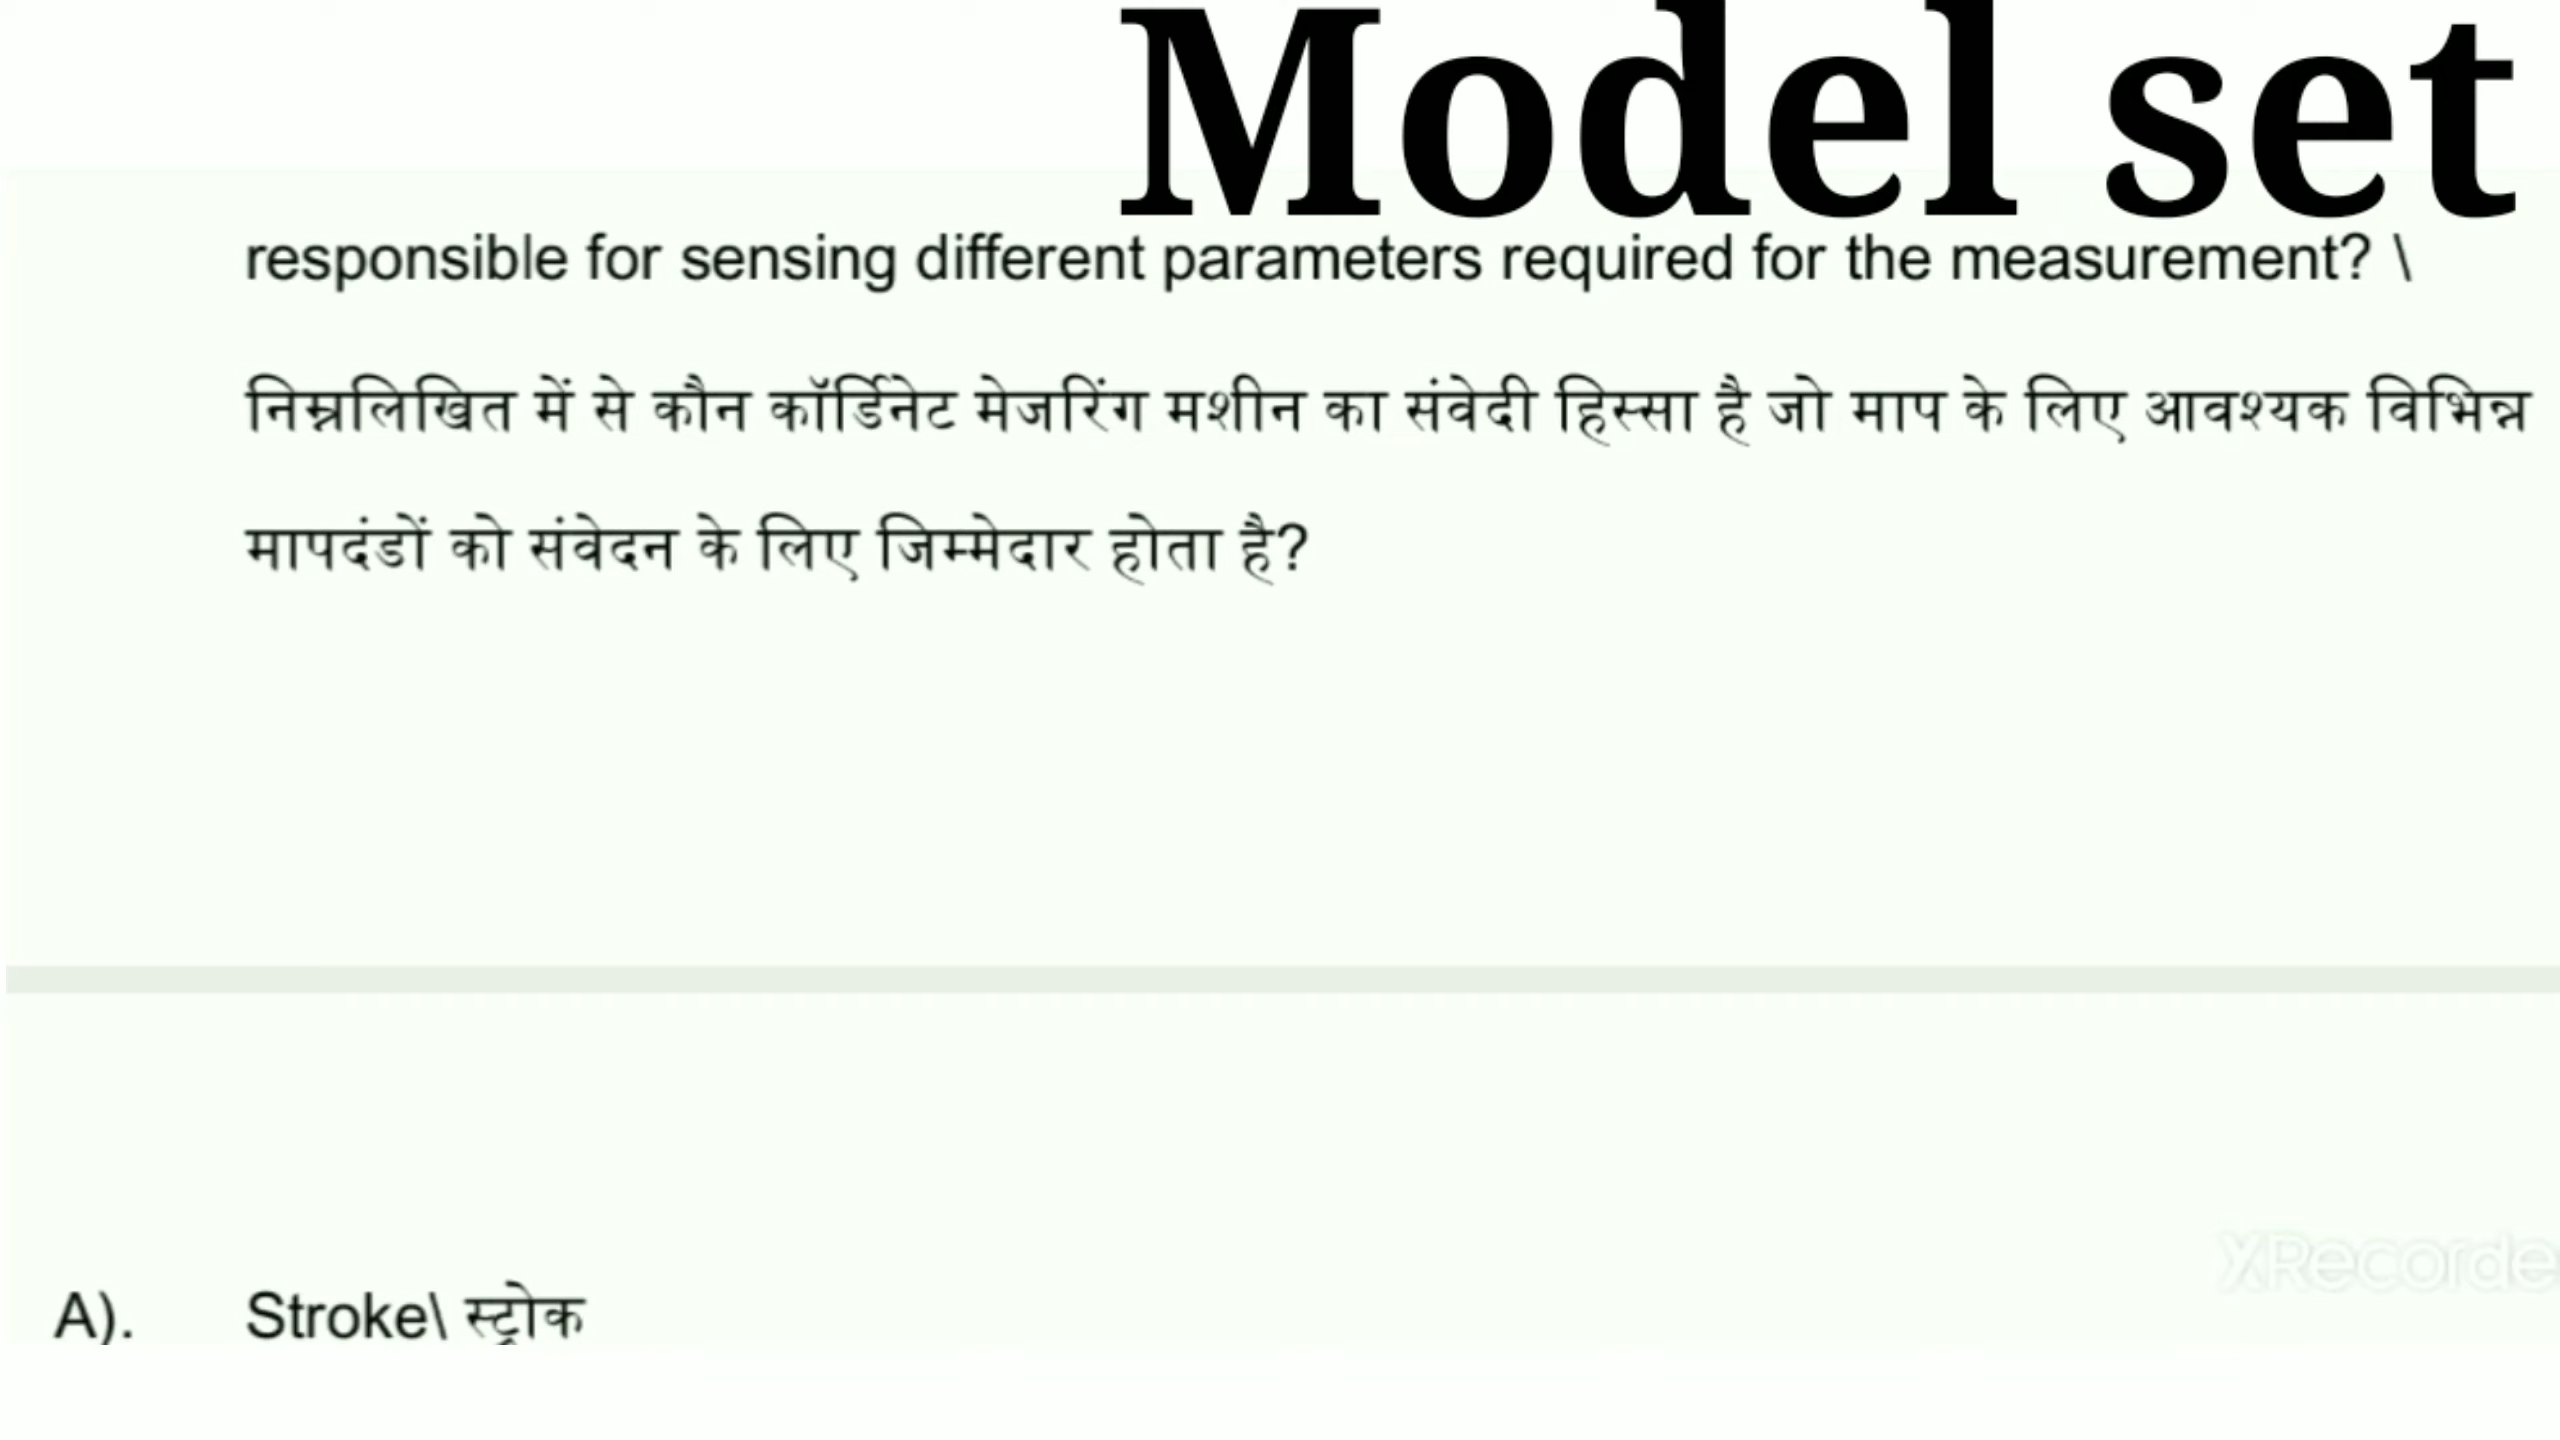 Model set
responsible for sensing different parameters required for the measurement? \
निम्नलिखित में से कौन कॉर्डिनेट मेजरिंग मशीन का संवेदी हिस्सा है जो माप के लिए आवश्यक विभिन्न
मापदंडों को संवेदन के लिए जिम्मेदार होता है?
XRecorde
A). Stroke\ स्ट्रोक